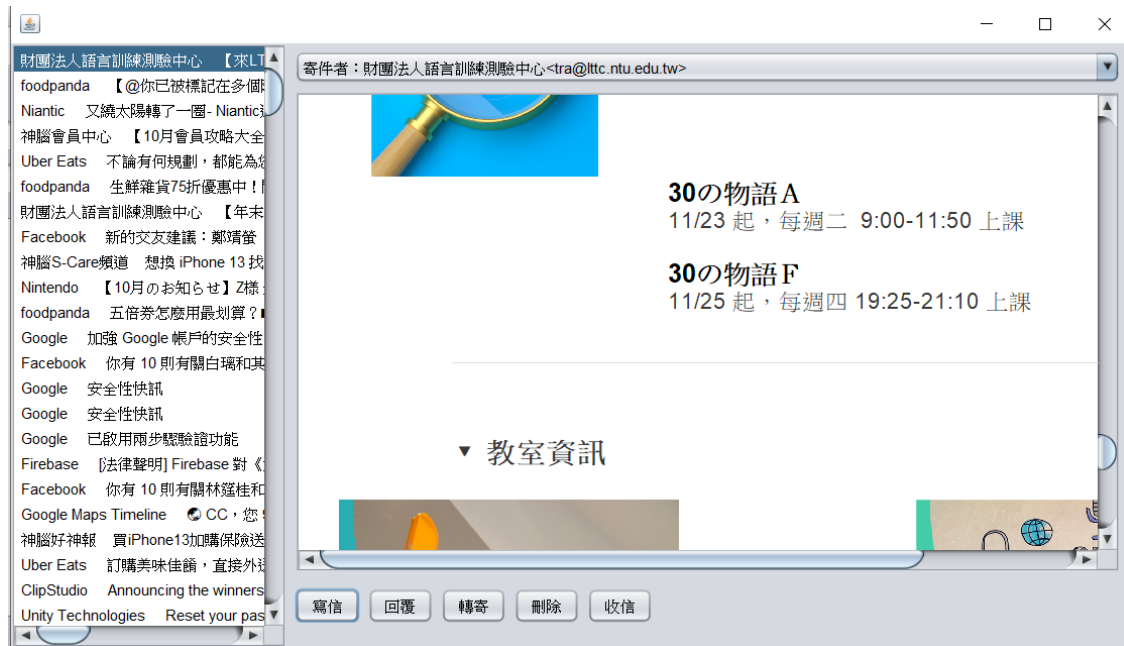 財團法人語言訓練測驗中心 【來LT
foodpanda 【@你已被標記在多個
Niantic 又繞太陽轉了一圈- Niantic
神腦會員中心 【10月會員攻略大全
Uber Eats 不論有何規劃，都能為您
foodpanda 生鮮雜貨75折優惠中！
財團法人語言訓練測驗中心 【年末
Facebook 新的交友建議：鄭靖螢
神腦S-Care頻道 想換 iPhone 13 找
Nintendo 【10月のお知らせ】Z様
foodpanda 五倍券怎麼用最划算？
Google 加強 Google 帳戶的安全性
Facebook 你有 10 則有關白璃和其
Google 安全性快訊
Google 安全性快訊
Google 已啟用兩步驟驗證功能
Firebase [法律聲明] Firebase 對《
Facebook 你有 10 則有關林筳桂和
Google Maps Timeline CC，您
神腦好神報 買iPhone13加購保險送
Uber Eats 訂購美味佳餚，直接外送
ClipStudio Announcing the winners
Unity Technologies Reset your pas
寄件者：財團法人語言訓練測驗中心<tra@lttc.ntu.edu.tw>
30の物語A
11/23 起，每週二 9:00-11:50 上課
30の物語F
11/25 起，每週四 19:25-21:10 上課
▼ 教室資訊
寫信 回覆 轉寄 刪除 收信